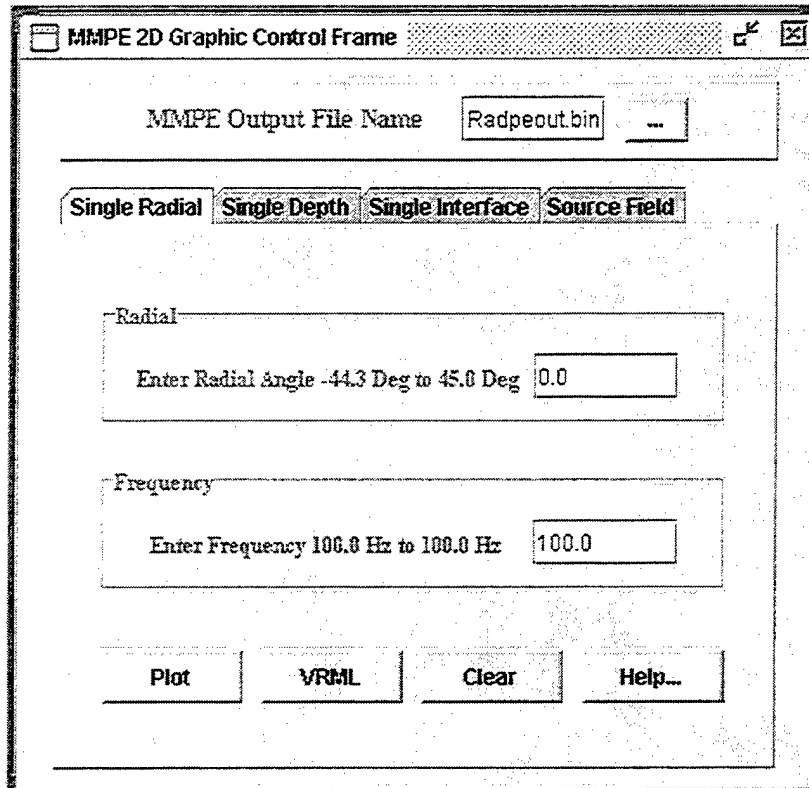 MMPE 2D Graphic Control Frame
MMPE Output File Name Radpeout.bin ...
Single Radial Single Depth Single Interface Source Field
Radial
Enter Radial Angle -44.3 Deg to 45.0 Deg 0.0
Frequency
Enter Frequency 100.0 Hz to 100.0 Hz 100.0
Plot VRML Clear Help...